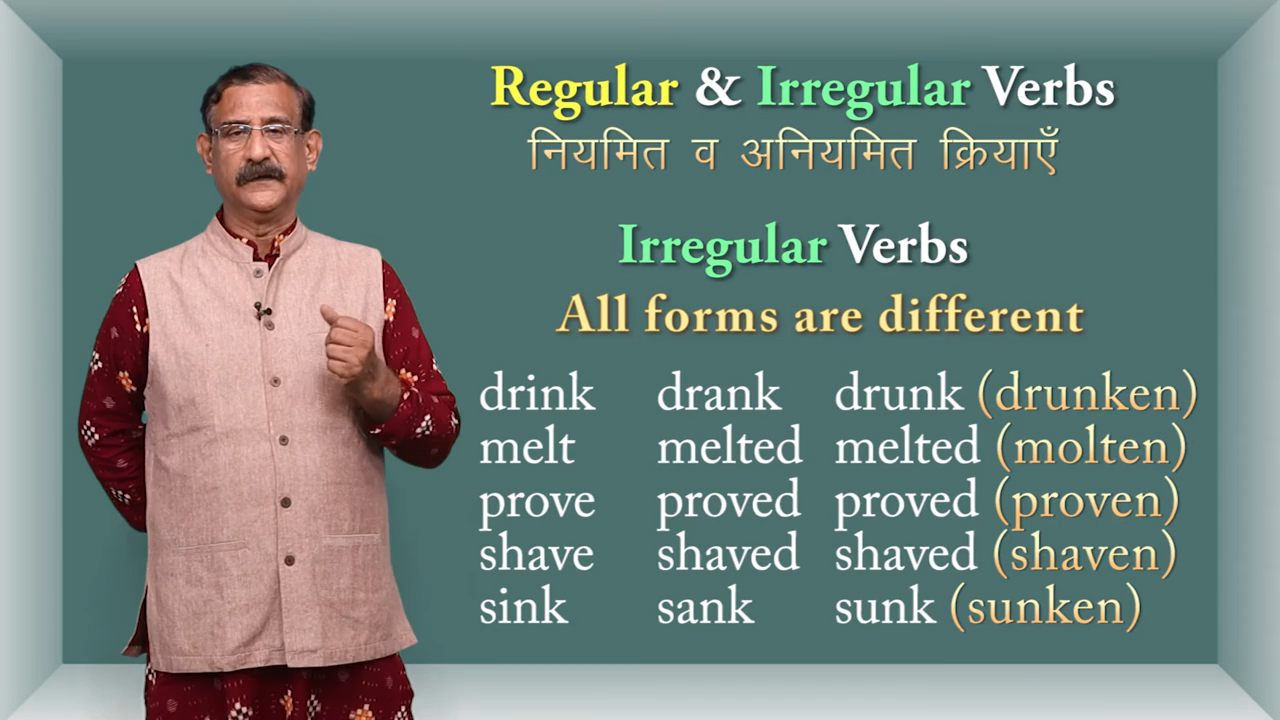 Regular & Irregular Verbs
नियमित व अनियमित क्रियाएँ
Irregular Verbs
All forms are different
drink drank drunk (drunken)
melt melted melted (molten)
prove proved proved (proven)
shave shaved shaved (shaven)
sink sank sunk (sunken)